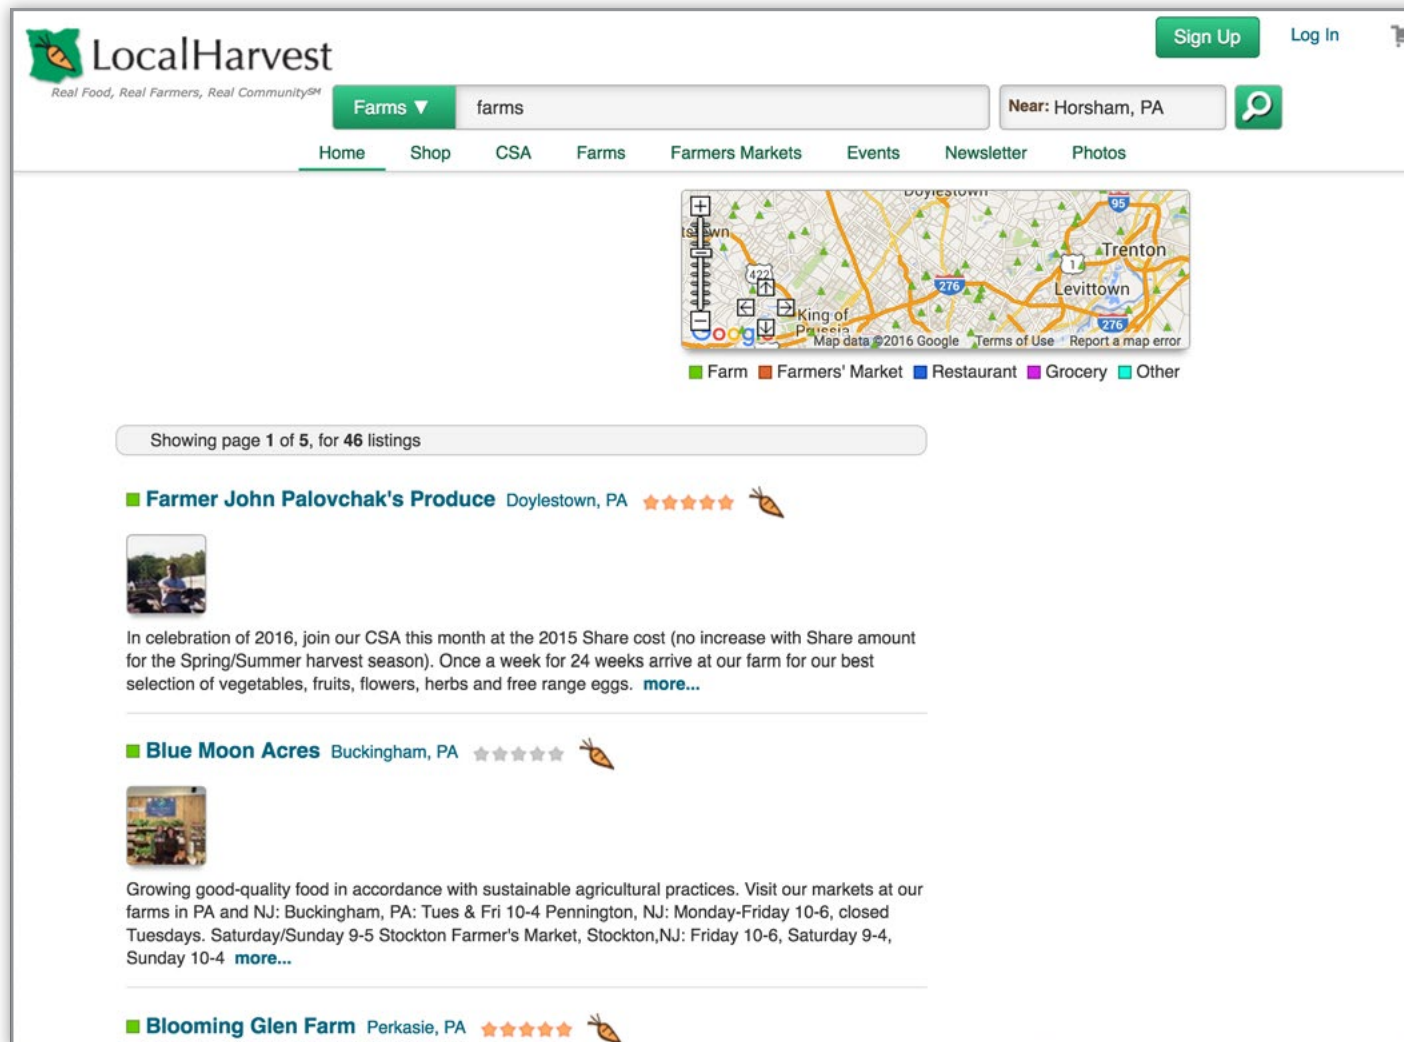 LocalHarvest
Real Food, Real Farmers, Real Community℠
Sign Up
Log In
Farms ▼
farms
Near: Horsham, PA
Home
Shop
CSA
Farms
Farmers Markets
Events
Newsletter
Photos
Doylestown
95
Trenton
422
1
276
Levittown
King of
Prussia
276
Google
Map data ©2016 Google
Terms of Use
Report a map error
Farm
Farmers' Market
Restaurant
Grocery
Other
Showing page 1 of 5, for 46 listings
Farmer John Palovchak's Produce Doylestown, PA
In celebration of 2016, join our CSA this month at the 2015 Share cost (no increase with Share amount
for the Spring/Summer harvest season). Once a week for 24 weeks arrive at our farm for our best
selection of vegetables, fruits, flowers, herbs and free range eggs. more...
Blue Moon Acres Buckingham, PA
Growing good-quality food in accordance with sustainable agricultural practices. Visit our markets at our
farms in PA and NJ: Buckingham, PA: Tues & Fri 10-4 Pennington, NJ: Monday-Friday 10-6, closed
Tuesdays. Saturday/Sunday 9-5 Stockton Farmer's Market, Stockton,NJ: Friday 10-6, Saturday 9-4,
Sunday 10-4 more...
Blooming Glen Farm Perkasie, PA